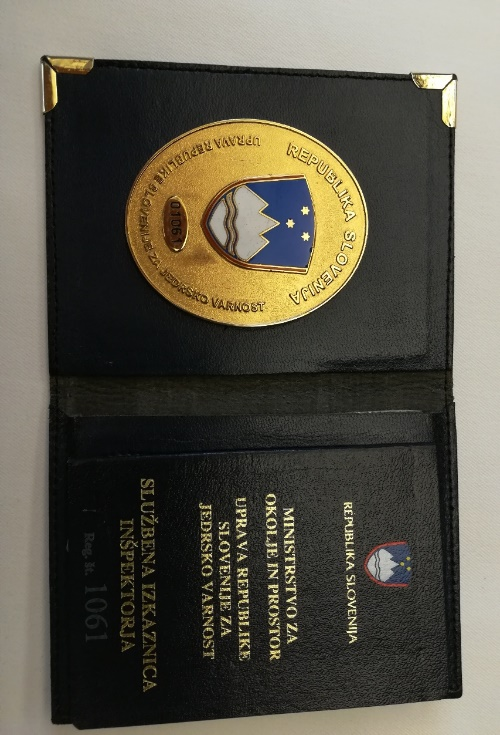 REPUBLIKA SLOVENIJA
UPRAVA REPUBLIKE SLOVENIJE ZA JEDRSKO VARNOST
01061
REPUBLIKA SLOVENIJA
MINISTRSTVO ZA
OKOLJE IN PROSTOR
UPRAVA REPUBLIKE
SLOVENIJE ZA
JEDRSKO VARNOST
SLUŽBENA IZKAZNICA
INŠPEKTORJA
Reg. št. 1061